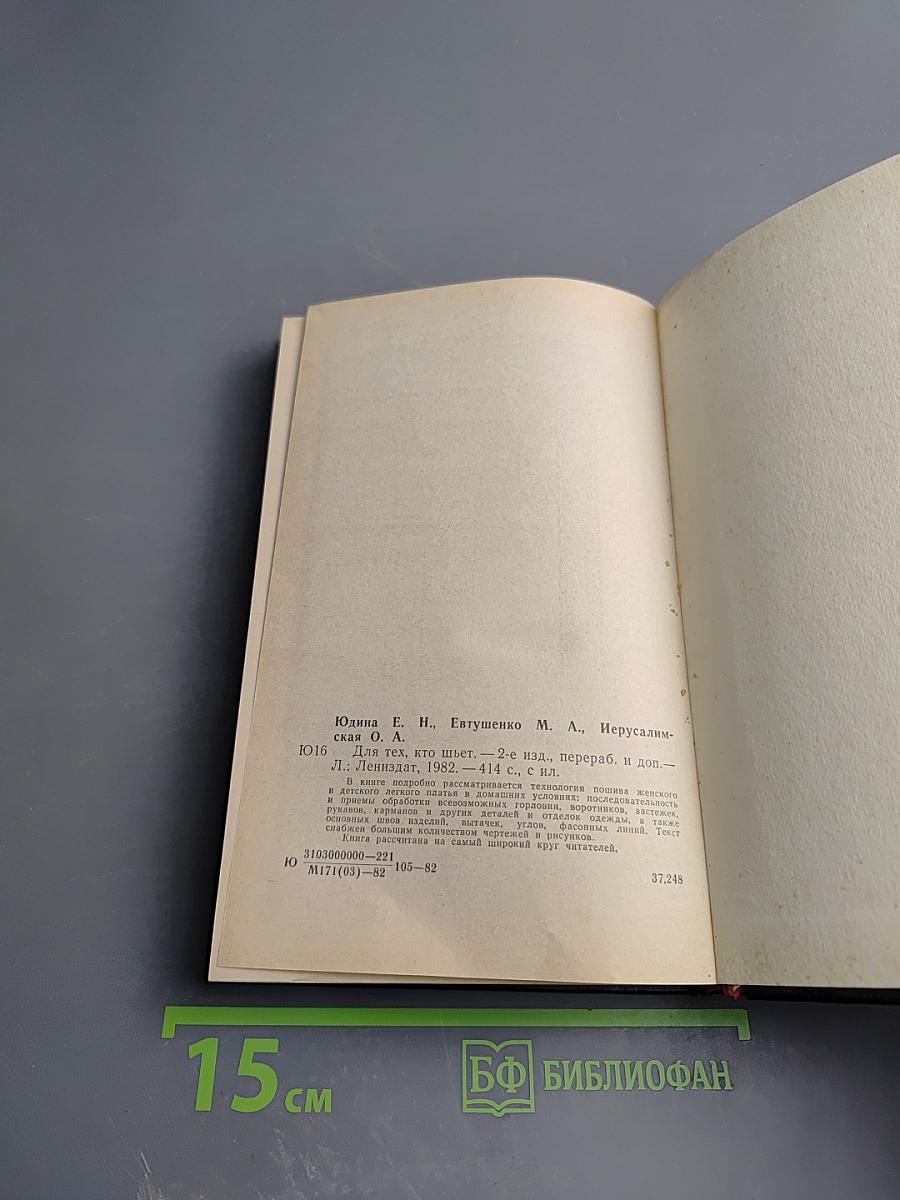 Юдина Е. Н., Евтушенко М. А., Иерусалим-
ская О. А.
Ю16 Для тех, кто шьет. — 2-е изд., перераб. и доп.—
Л.: Лениздат, 1982. — 414 с., с ил.
В книге подробно рассматривается технология пошива женского
и детского легкого платья в домашних условиях: последовательность
и приемы обработки всевозможных горловин, воротников, застежек,
рукавов, карманов и других деталей и отделок одежды, а также
основных швов изделий, вытачек, углов, фасонных линий. Текст
снабжен большим количеством чертежей и рисунков.
Книга рассчитана на самый широкий круг читателей.
Ю 3103000000—221
М171(03)—82 105—82
37,248
15 см
БФ БИБЛИОФАН